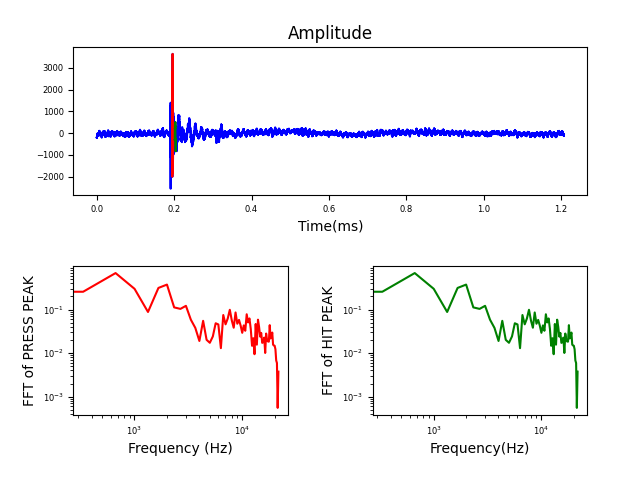 Amplitude
3000
2000
1000
0
−1000
−2000
0.0 0.2 0.4 0.6 0.8 1.0 1.2
Time(ms)
FFT of PRESS PEAK
10⁻¹
10⁻²
10⁻³
10³ 10⁴
Frequency (Hz)
FFT of HIT PEAK
10⁻¹
10⁻²
10⁻³
10³ 10⁴
Frequency(Hz)